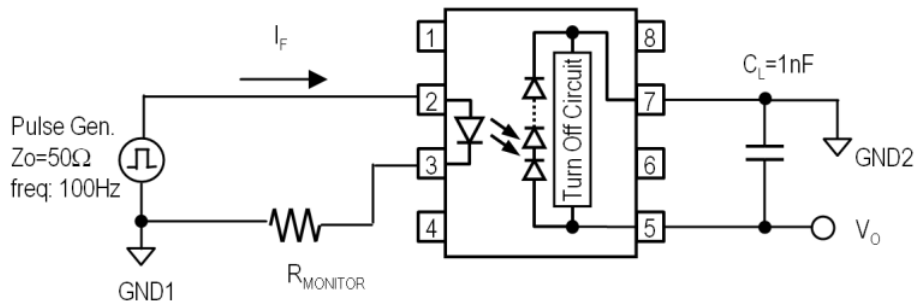 I_F
Pulse Gen.
Zo=50Ω
freq: 100Hz
GND1
R_MONITOR
1
2
3
4
Turn Off Circuit
8
7
6
5
C_L=1nF
GND2
V_O